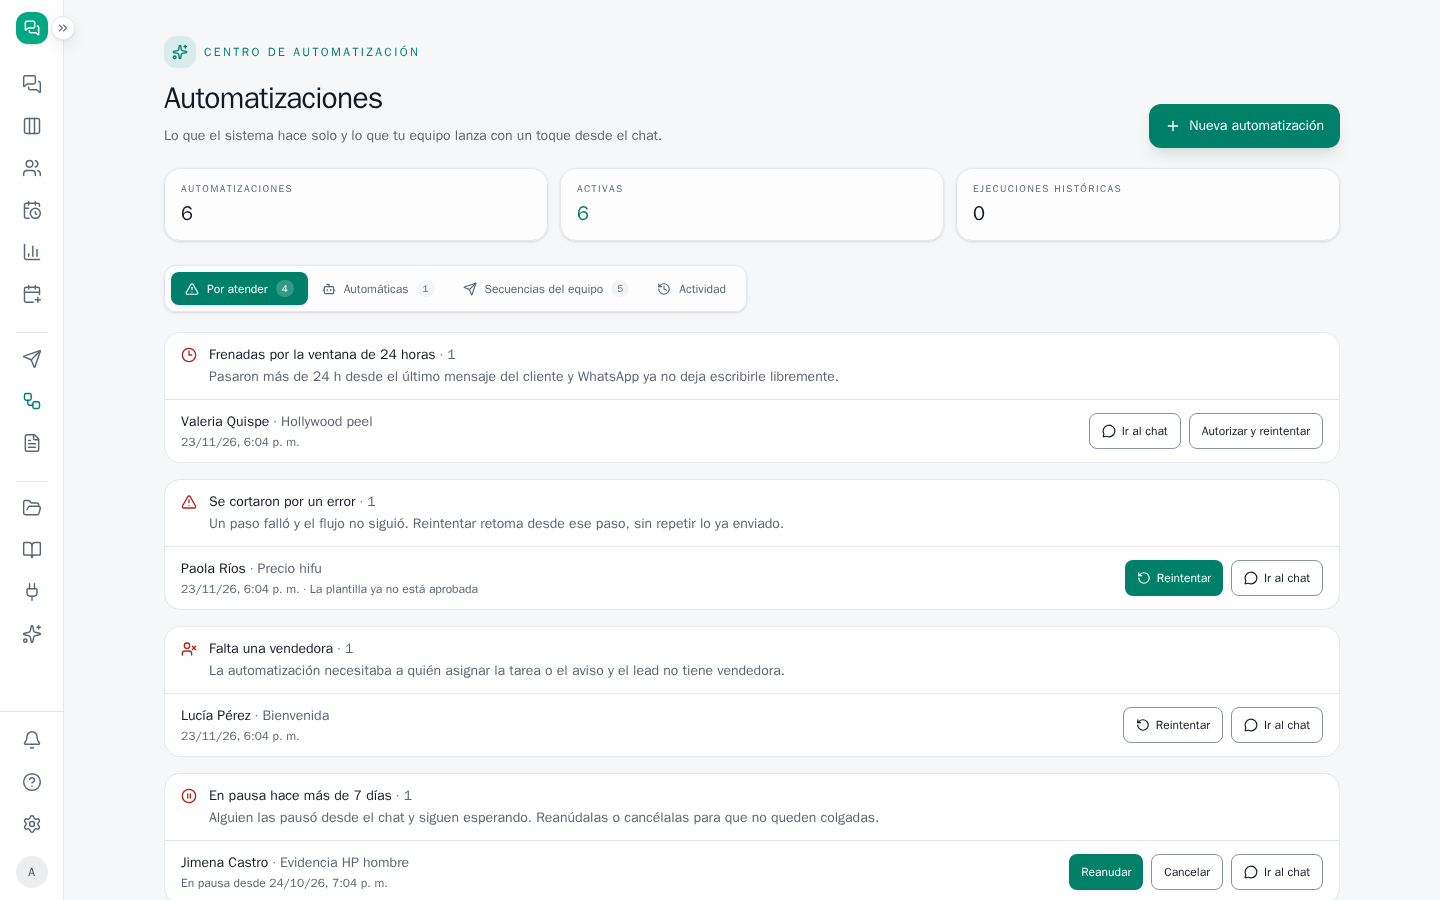 CENTRO DE AUTOMATIZACIÓN
Automatizaciones
Lo que el sistema hace solo y lo que tu equipo lanza con un toque desde el chat.
Nueva automatización
AUTOMATIZACIONES
6
ACTIVAS
6
EJECUCIONES HISTÓRICAS
0
Por atender 4
Automáticas 1
Secuencias del equipo 5
Actividad
Frenadas por la ventana de 24 horas · 1
Pasaron más de 24 h desde el último mensaje del cliente y WhatsApp ya no deja escribirle libremente.
Valeria Quispe · Hollywood peel
23/11/26, 6:04 p. m.
Ir al chat
Autorizar y reintentar
Se cortaron por un error · 1
Un paso falló y el flujo no siguió. Reintentar retoma desde ese paso, sin repetir lo ya enviado.
Paola Ríos · Precio hifu
23/11/26, 6:04 p. m. · La plantilla ya no está aprobada
Reintentar
Ir al chat
Falta una vendedora · 1
La automatización necesitaba a quién asignar la tarea o el aviso y el lead no tiene vendedora.
Lucía Pérez · Bienvenida
23/11/26, 6:04 p. m.
Reintentar
Ir al chat
En pausa hace más de 7 días · 1
Alguien las pausó desde el chat y siguen esperando. Reanúdalas o cancélalas para que no queden colgadas.
Jimena Castro · Evidencia HP hombre
En pausa desde 24/10/26, 7:04 p. m.
Reanudar
Cancelar
Ir al chat
A